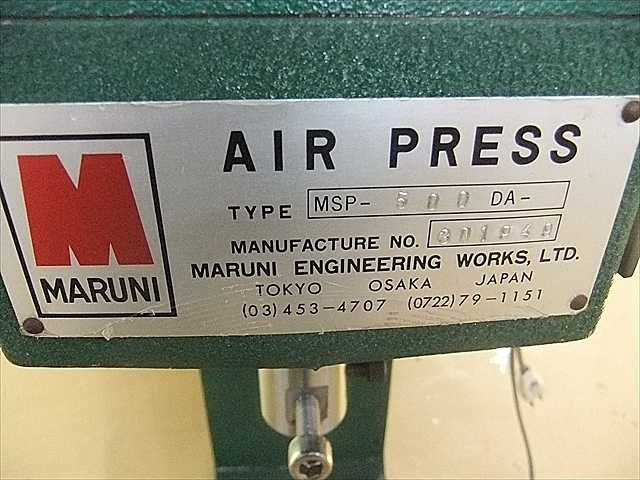 AIR PRESS
TYPE MSP- 500 DA-
MANUFACTURE NO.
MARUNI ENGINEERING WORKS, LTD.
TOKYO OSAKA JAPAN
(03) 453-4707 (0722) 79-1151
M
MARUNI